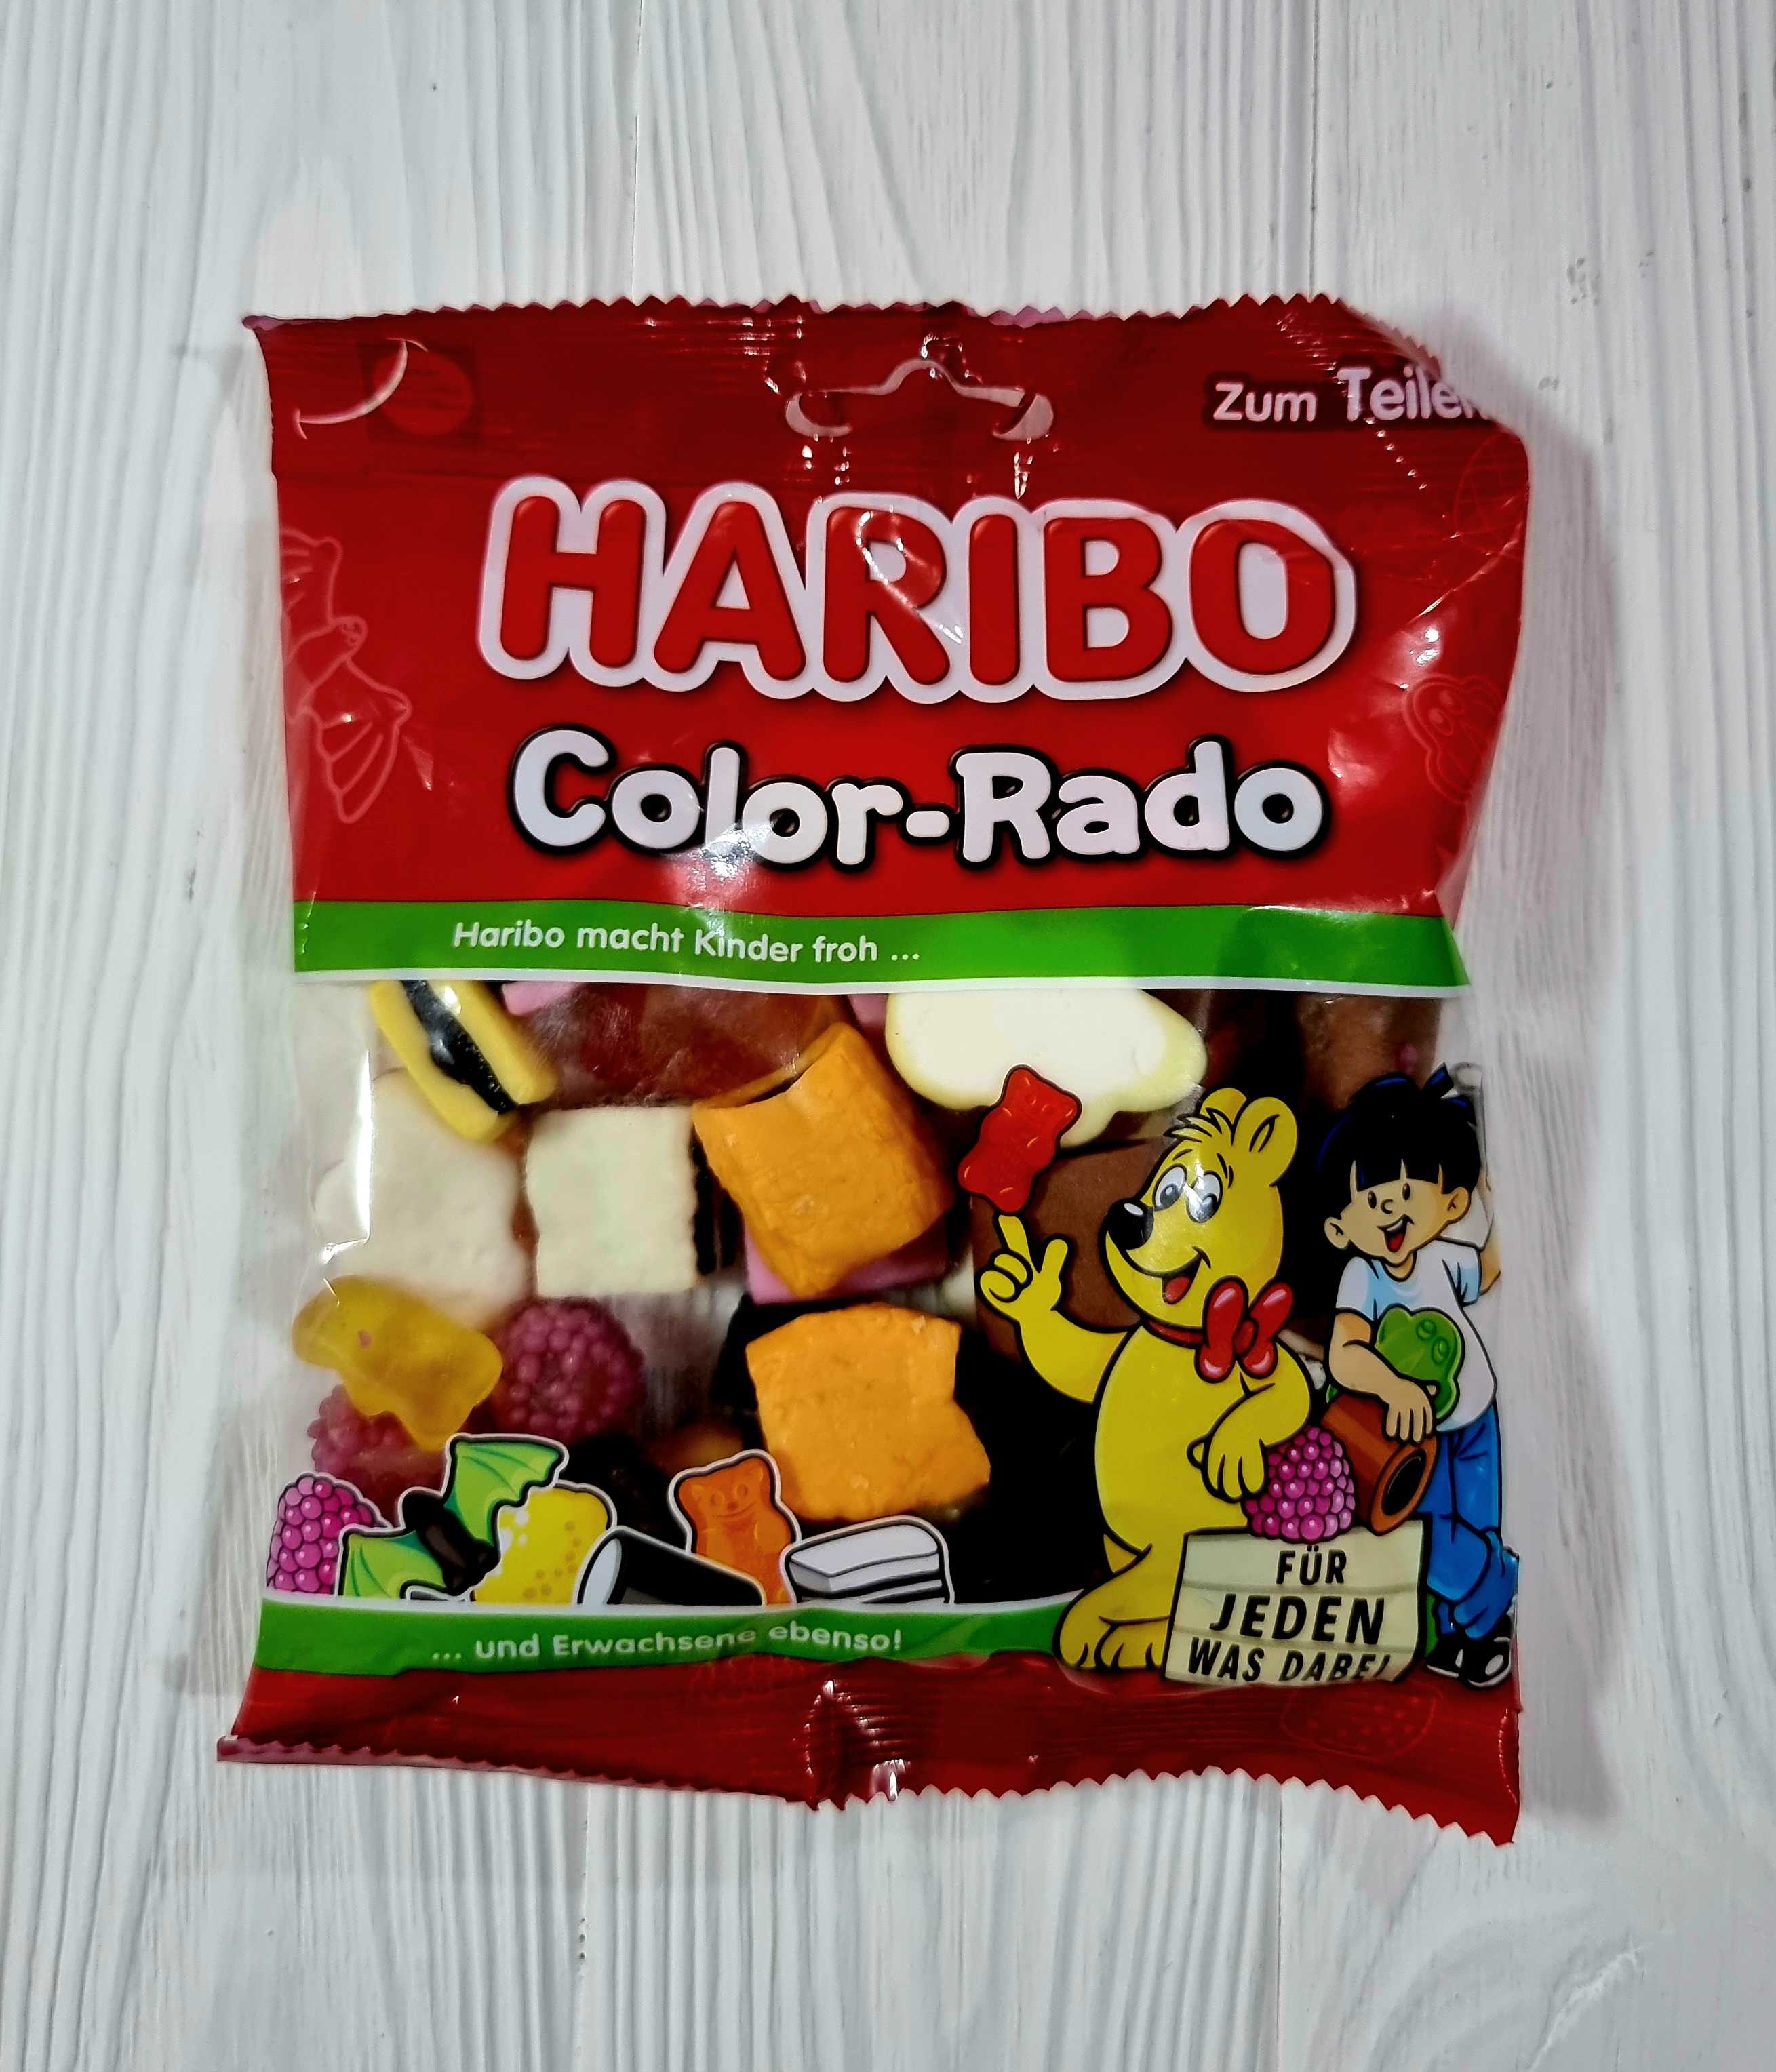 Zum Teilen
HARIBO
Color-Rado
Haribo macht Kinder froh ...
... und Erwachsene ebenso!
FÜR
JEDEN
WAS DABEI